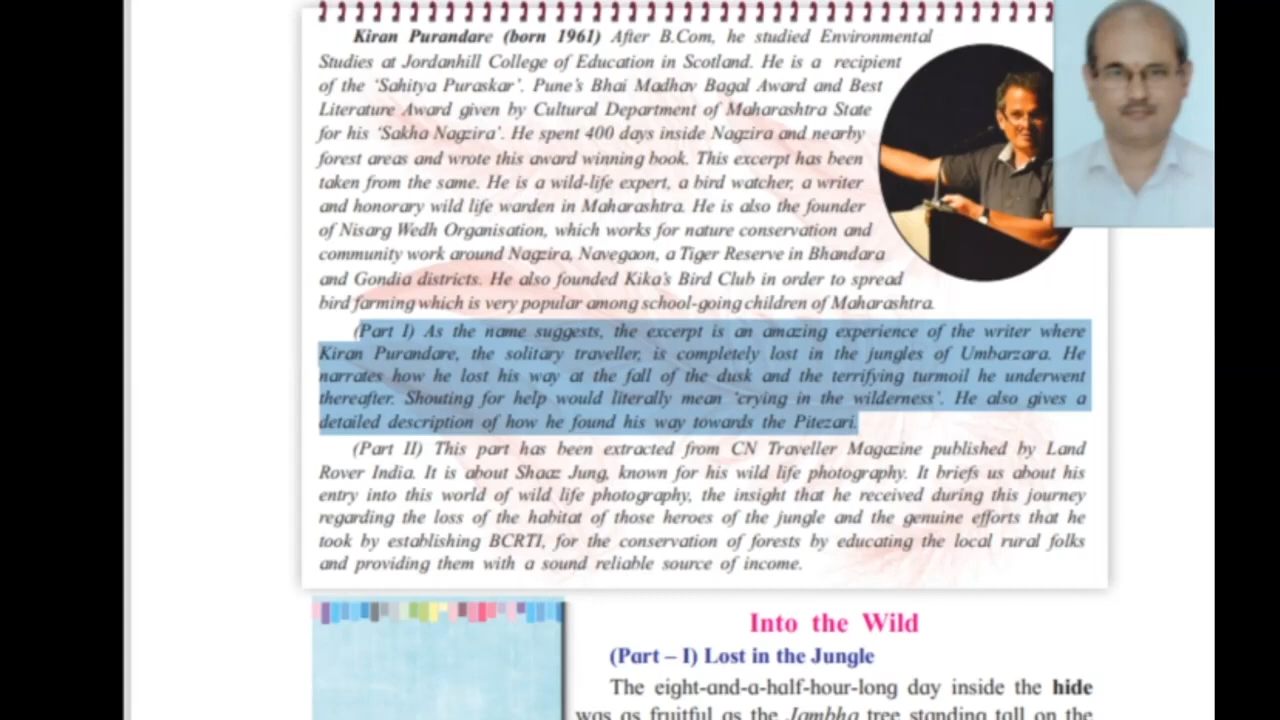 Kiran Purandare (born 1961) After B.Com, he studied Environmental
Studies at Jordanhill College of Education in Scotland. He is a recipient
of the ‘Sahitya Puraskar’. Pune’s Bhai Madhav Bagal Award and Best
Literature Award given by Cultural Department of Maharashtra State
for his ‘Sakha Nagzira’. He spent 400 days inside Nagzira and nearby
forest areas and wrote this award winning book. This excerpt has been
taken from the same. He is a wild-life expert, a bird watcher, a writer
and honorary wild life warden in Maharashtra. He is also the founder
of Nisarg Wedh Organisation, which works for nature conservation and
community work around Nagzira, Navegaon, a Tiger Reserve in Bhandara
and Gondia districts. He also founded Kika’s Bird Club in order to spread
bird farming which is very popular among school-going children of Maharashtra.
(Part I) As the name suggests, the excerpt is an amazing experience of the writer where
Kiran Purandare, the solitary traveller, is completely lost in the jungles of Umbarzara. He
narrates how he lost his way at the fall of the dusk and the terrifying turmoil he underwent
thereafter. Shouting for help would literally mean ‘crying in the wilderness’. He also gives a
detailed description of how he found his way towards the Pitezari.
(Part II) This part has been extracted from CN Traveller Magazine published by Land
Rover India. It is about Shaaz Jung, known for his wild life photography. It briefs us about his
entry into this world of wild life photography, the insight that he received during this journey
regarding the loss of the habitat of those heroes of the jungle and the genuine efforts that he
took by establishing BCRTI, for the conservation of forests by educating the local rural folks
and providing them with a sound reliable source of income.
Into the Wild
(Part – I) Lost in the Jungle
The eight-and-a-half-hour-long day inside the hide
was as fruitful as the Jambha tree standing tall on the